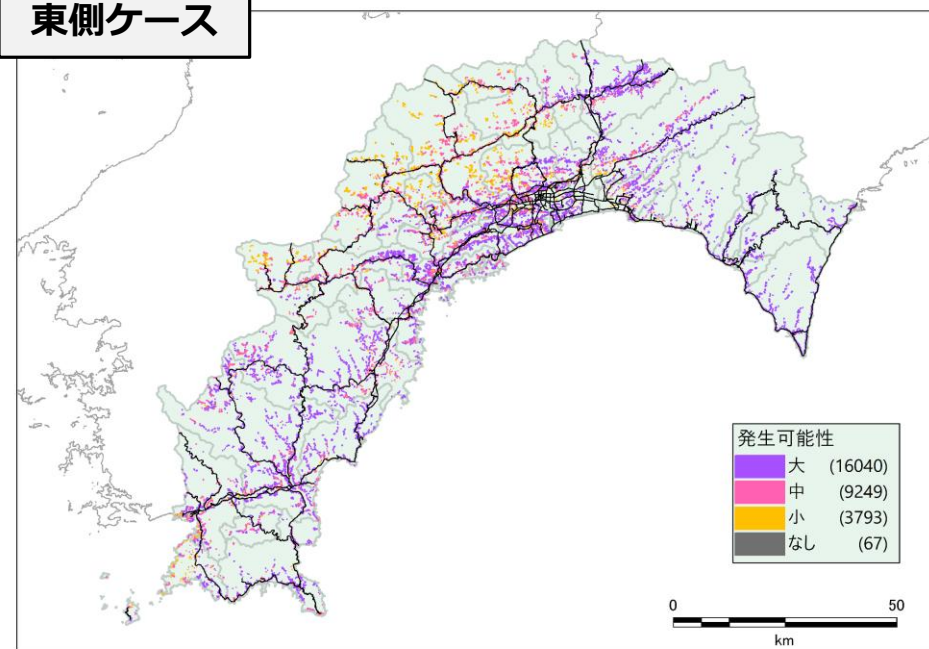 東側ケース
発生可能性
大 (16040)
中 (9249)
小 (3793)
なし (67)
0 50
km